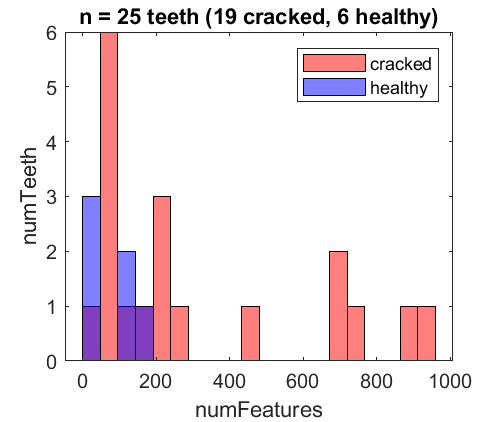 n = 25 teeth (19 cracked, 6 healthy)
cracked
healthy
numTeeth
6
5
4
3
2
1
0
0 200 400 600 800 1000
numFeatures